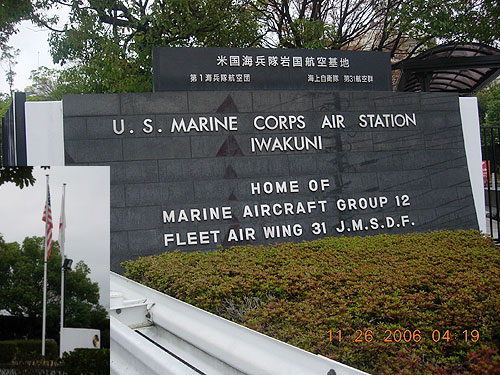 米国海兵隊岩国航空基地
第1海兵隊航空団 海上自衛隊 第31航空群
U.S. MARINE CORPS AIR STATION
IWAKUNI
HOME OF
MARINE AIRCRAFT GROUP 12
FLEET AIR WING 31 J.M.S.D.F.
11 26 2006 04 19